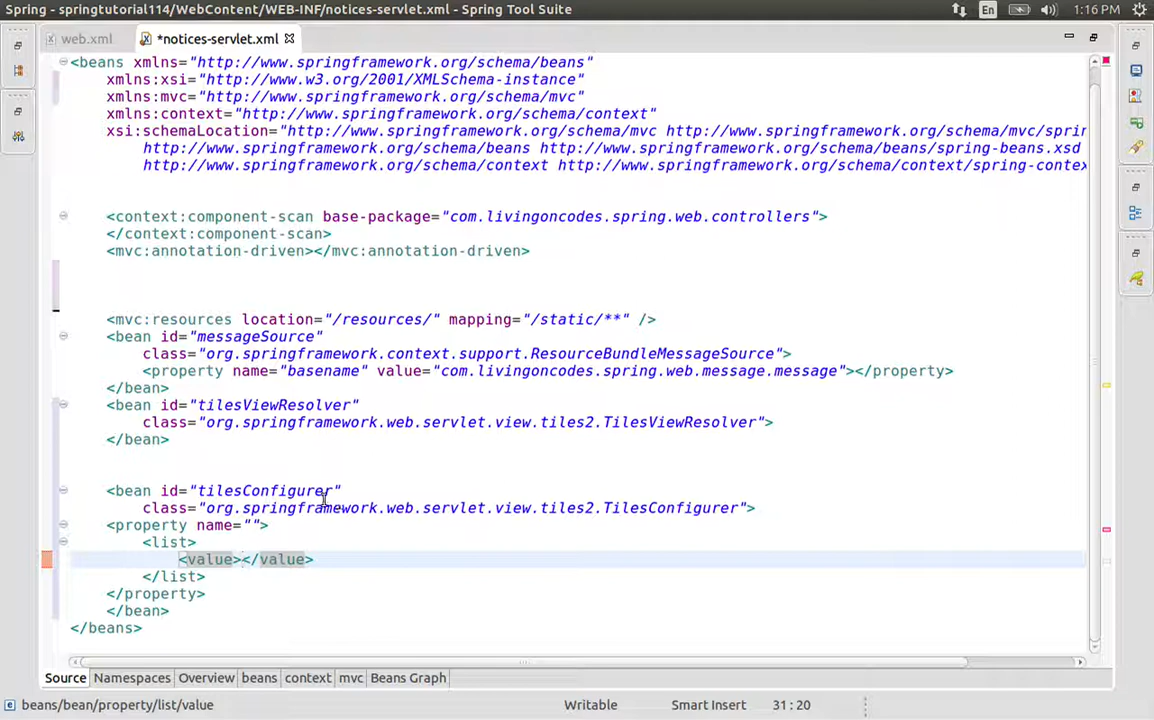 Spring - springtutorial114/WebContent/WEB-INF/notices-servlet.xml - Spring Tool Suite
En
1:16 PM
web.xml
*notices-servlet.xml
<beans xmlns="http://www.springframework.org/schema/beans"
xmlns:xsi="http://www.w3.org/2001/XMLSchema-instance"
xmlns:mvc="http://www.springframework.org/schema/mvc"
xmlns:context="http://www.springframework.org/schema/context"
xsi:schemaLocation="http://www.springframework.org/schema/mvc http://www.springframework.org/schema/mvc/sprin
http://www.springframework.org/schema/beans http://www.springframework.org/schema/beans/spring-beans.xsd
http://www.springframework.org/schema/context http://www.springframework.org/schema/context/spring-contex
<context:component-scan base-package="com.livingoncodes.spring.web.controllers">
</context:component-scan>
<mvc:annotation-driven></mvc:annotation-driven>
<mvc:resources location="/resources/" mapping="/static/**" />
<bean id="messageSource"
class="org.springframework.context.support.ResourceBundleMessageSource">
<property name="basename" value="com.livingoncodes.spring.web.message.message"></property>
</bean>
<bean id="tilesViewResolver"
class="org.springframework.web.servlet.view.tiles2.TilesViewResolver">
</bean>
<bean id="tilesConfigurer"
class="org.springframework.web.servlet.view.tiles2.TilesConfigurer">
<property name="">
<list>
<value></value>
</list>
</property>
</bean>
</beans>
Source Namespaces Overview beans context mvc Beans Graph
beans/bean/property/list/value
Writable
Smart Insert
31 : 20